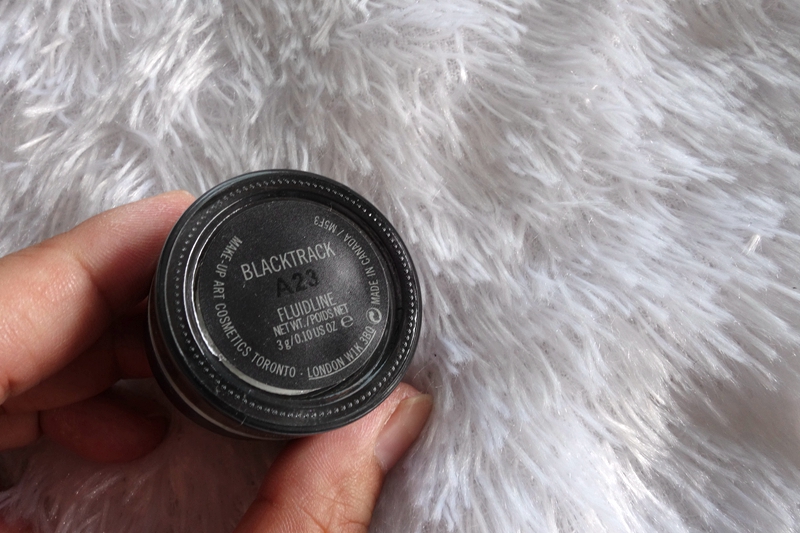 BLACKTRACK
A23
FLUIDLINE
NET WT./POIDS NET
3 g/0.10 US OZ e
MAKE-UP ART COSMETICS TORONTO - LONDON W1K 3BQ
MADE IN CANADA / M5F3